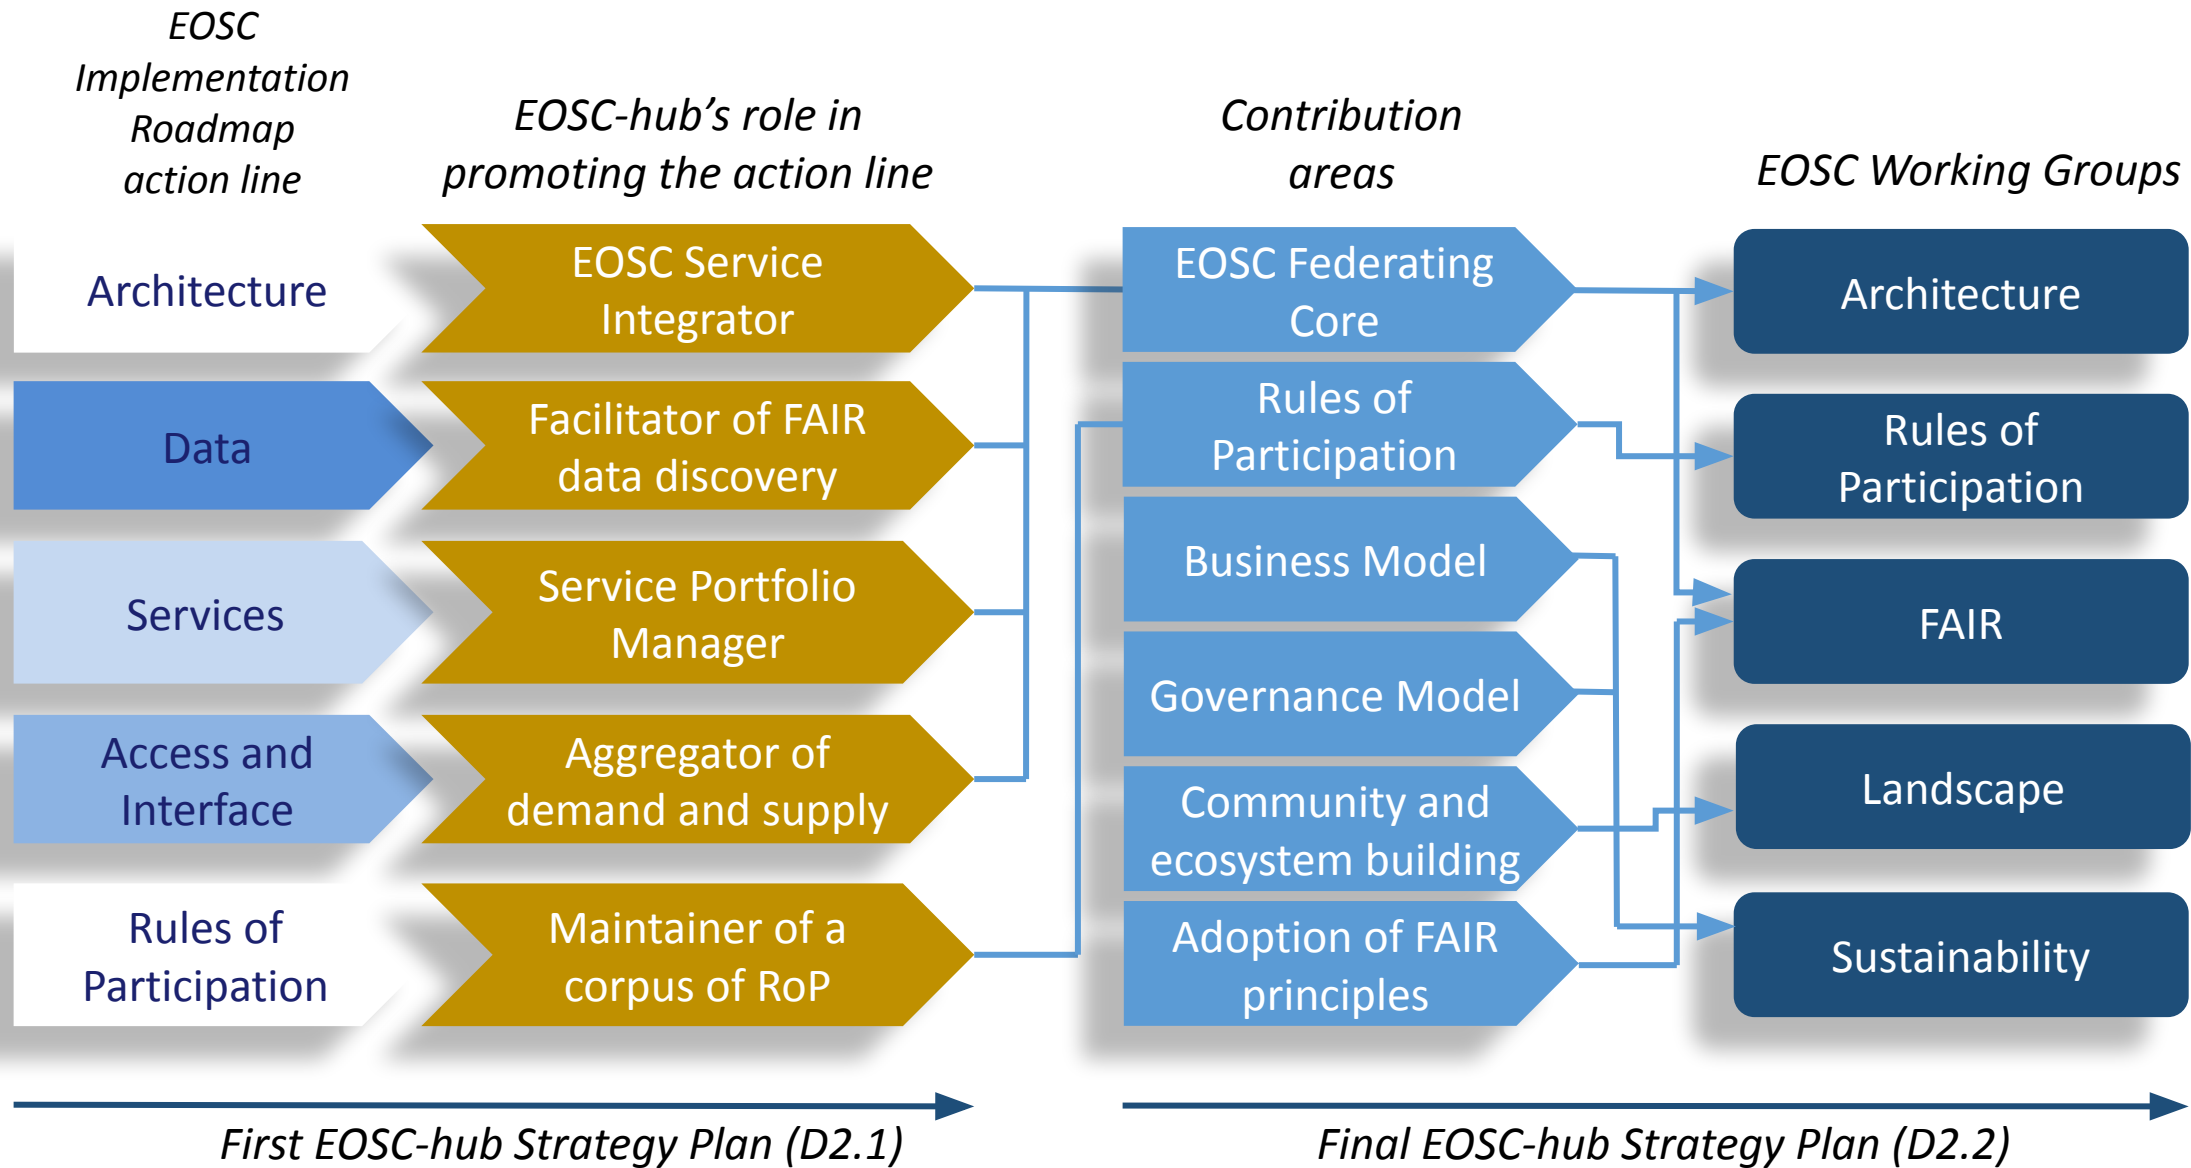 EOSC
Implementation
Roadmap
action line
EOSC-hub’s role in
promoting the action line
Contribution
areas
EOSC Working Groups
Architecture
EOSC Service
Integrator
EOSC Federating
Core
Architecture
Data
Facilitator of FAIR
data discovery
Rules of
Participation
Rules of
Participation
Services
Service Portfolio
Manager
Business Model
FAIR
Governance Model
Access and
Interface
Aggregator of
demand and supply
Community and
ecosystem building
Landscape
Rules of
Participation
Maintainer of a
corpus of RoP
Adoption of FAIR
principles
Sustainability
First EOSC-hub Strategy Plan (D2.1)
Final EOSC-hub Strategy Plan (D2.2)